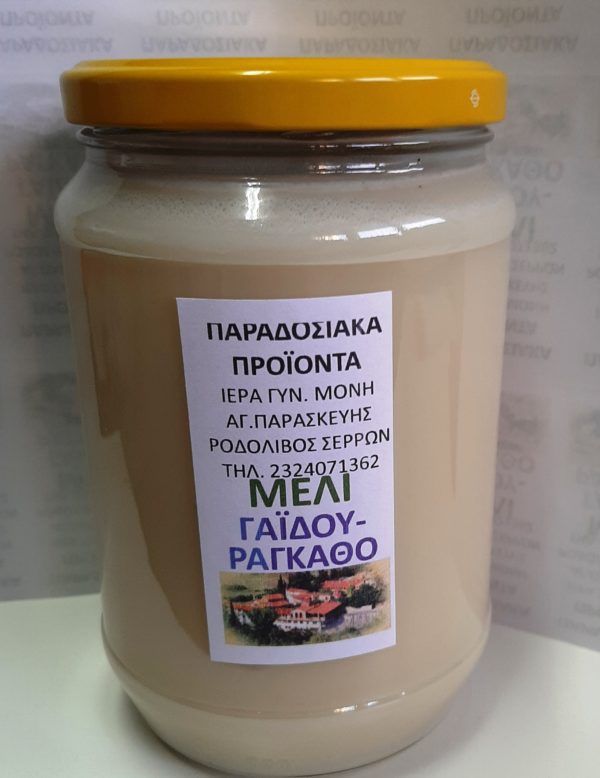 ΠΑΡΑΔΟΣΙΑΚΑ
ΠΡΟΪΟΝΤΑ
ΙΕΡΑ ΓΥΝ. ΜΟΝΗ
ΑΓ.ΠΑΡΑΣΚΕΥΗΣ
ΡΟΔΟΛΙΒΟΣ ΣΕΡΡΩΝ
ΤΗΛ. 2324071362
ΜΕΛΙ
ΓΑΪΔΟΥ-
ΡΑΓΚΑΘΟ